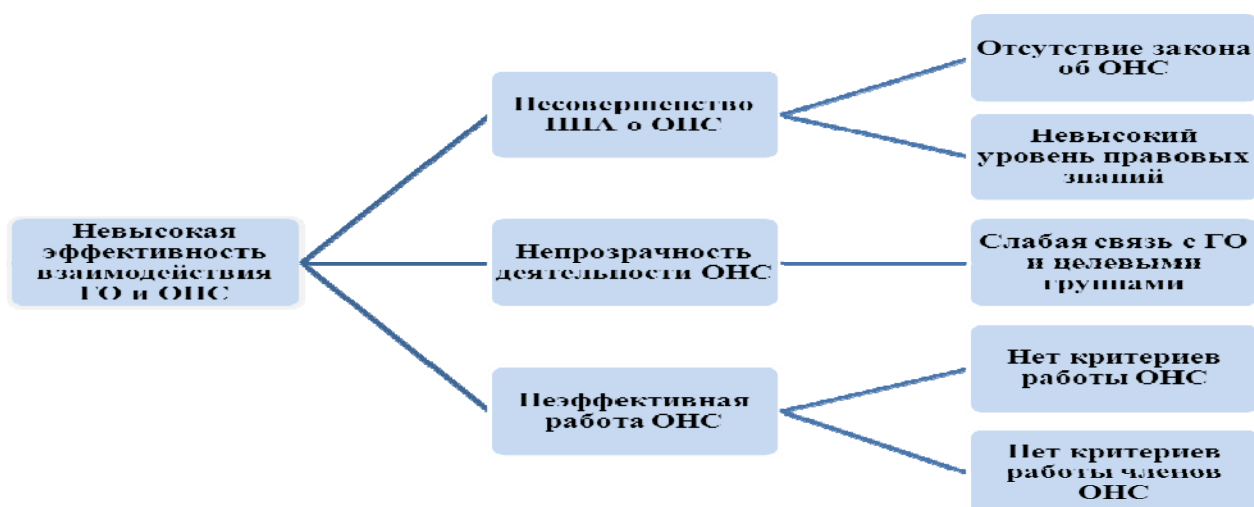 Невысокая
эффективность
взаимодействия
ГО и ОНС
Несовершенство
НПА о ОНС
Непрозрачность
деятельности ОНС
Неэффективная
работа ОНС
Отсутствие закона
об ОНС
Невысокий
уровень правовых
знаний
Слабая связь с ГО
и целевыми
группами
Нет критериев
работы ОНС
Нет критериев
работы членов
ОНС